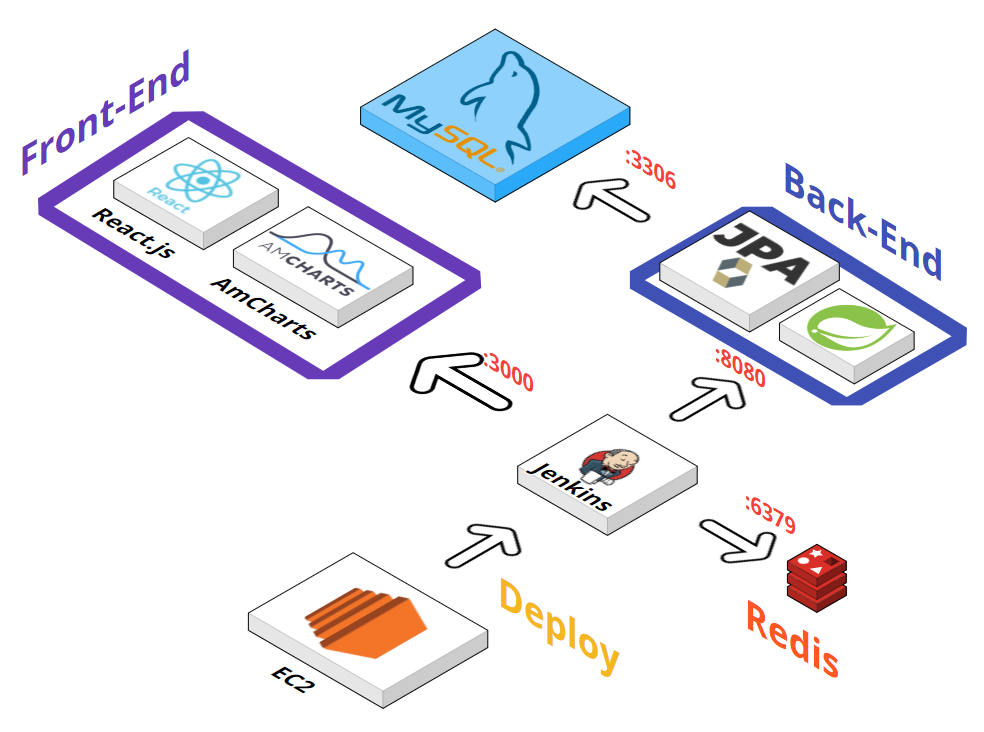 Front-End
MySQL
:3306
Back-End
React
React.js
AMCHARTS
AmCharts
JPA
:3000
:8080
Jenkins
:6379
Redis
Deploy
EC2